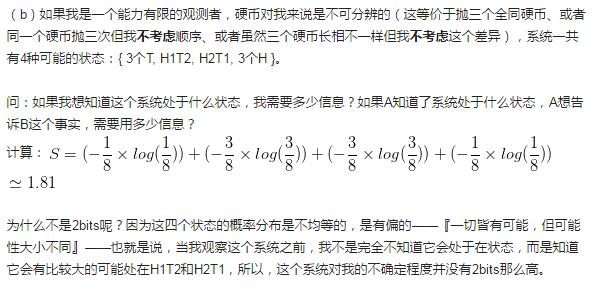 （b）如果我是一个能力有限的观测者，硬币对我来说是不可分辨的（这等价于抛三个全同硬币、或者
同一个硬币抛三次但我不考虑顺序、或者虽然三个硬币长相不一样但我不考虑这个差异），系统一共
有4种可能的状态：{ 3个T, H1T2, H2T1, 3个H }。
问：如果我想知道这个系统处于什么状态，我需要多少信息？如果A知道了系统处于什么状态，A想告
诉B这个事实，需要用多少信息？
计算： S = (−1/8 × log(1/8)) + (−3/8 × log(3/8)) + (−3/8 × log(3/8)) + (−1/8 × log(1/8))
≃ 1.81
为什么不是2bits呢？因为这四个状态的概率分布是不均等的，是有偏的——『一切皆有可能，但可能
性大小不同』——也就是说，当我观察这个系统之前，我不是完全不知道它会处于在状态，而是知道
它会有比较大的可能处在H1T2和H2T1，所以，这个系统对我的不确定程度并没有2bits那么高。